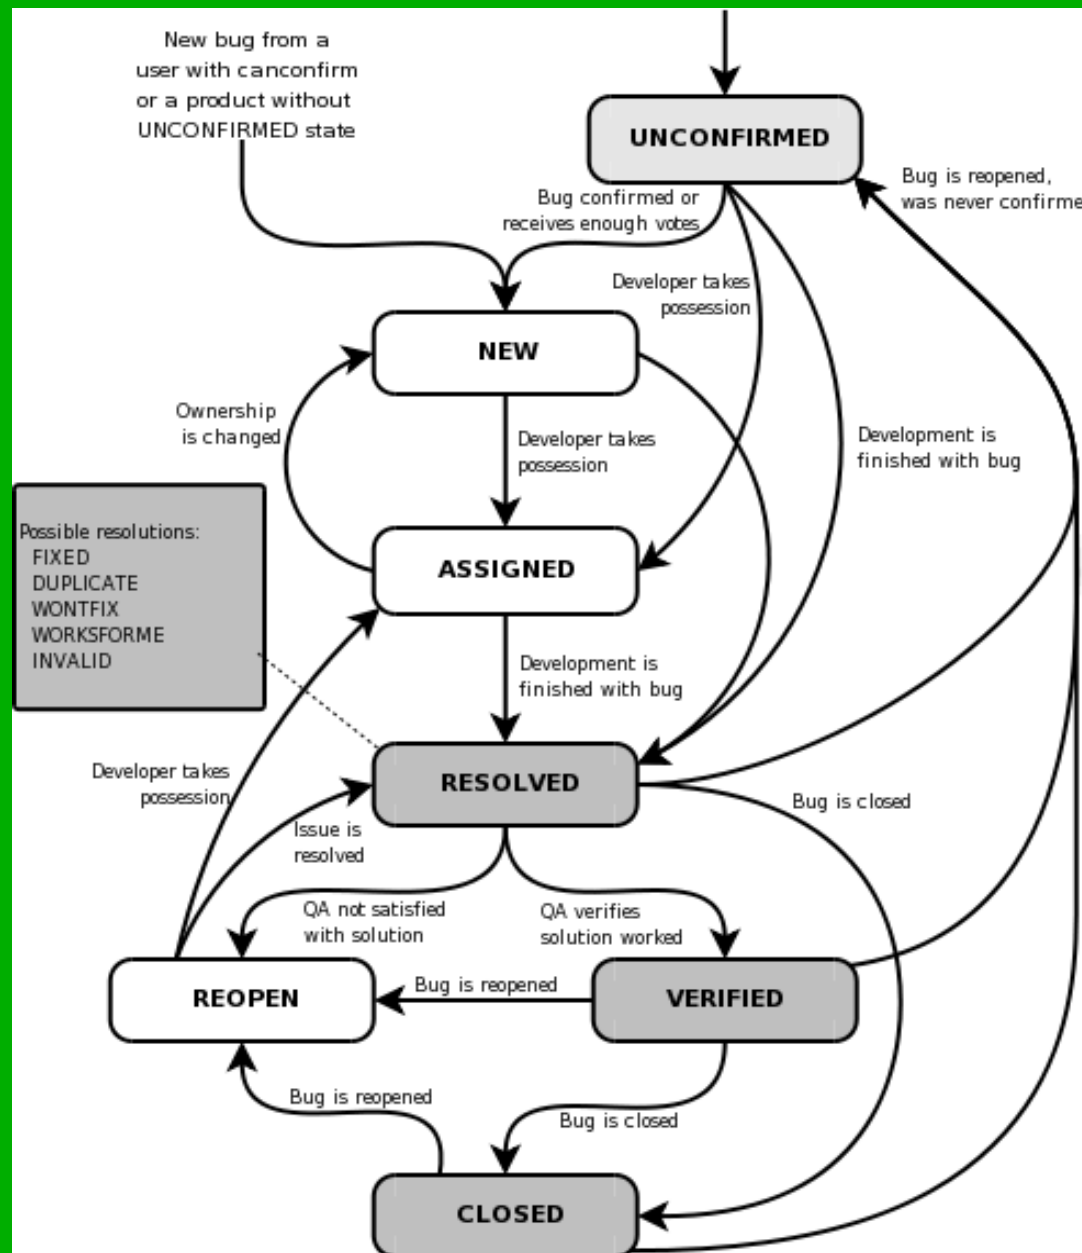 New bug from a
user with canconfirm
or a product without
UNCONFIRMED state
UNCONFIRMED
Bug is reopened,
was never confirme
Bug confirmed or
receives enough votes
Developer takes
possession
NEW
Ownership
is changed
Developer takes
possession
Development is
finished with bug
Possible resolutions:
FIXED
DUPLICATE
WONTFIX
WORKSFORME
INVALID
ASSIGNED
Development is
finished with bug
RESOLVED
Developer takes
possession
Bug is closed
Issue is
resolved
QA not satisfied
with solution
QA verifies
solution worked
REOPEN
Bug is reopened
VERIFIED
Bug is reopened
Bug is closed
CLOSED